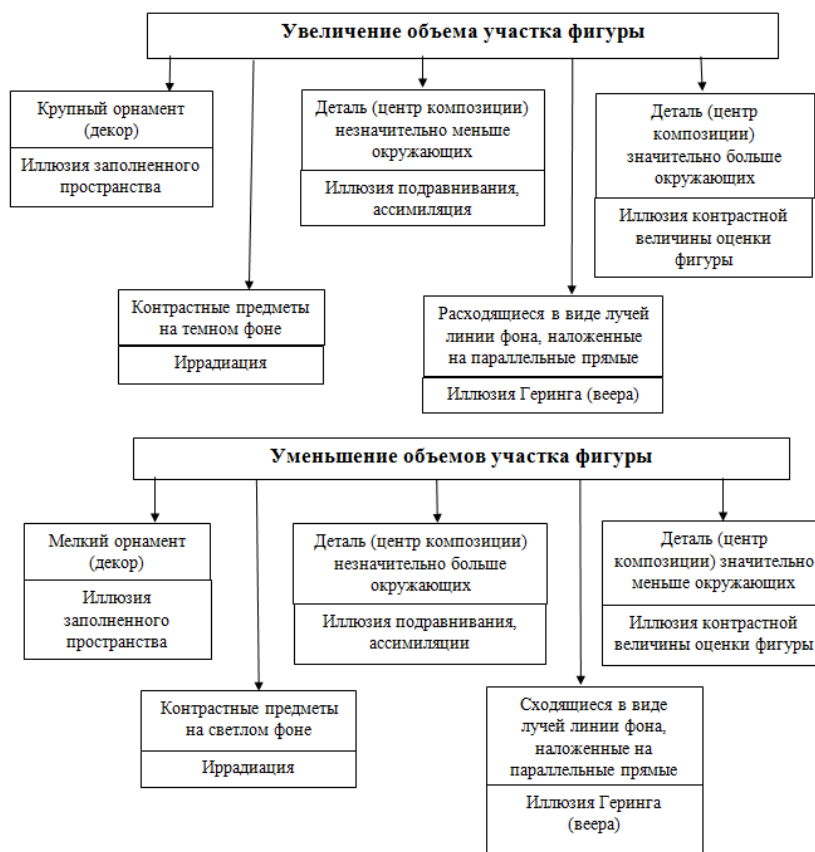 Увеличение объема участка фигуры
Крупный орнамент
(декор)
Иллюзия заполненного
пространства
Деталь (центр композиции)
незначительно меньше
окружающих
Иллюзия подравнивания,
ассимиляция
Деталь (центр
композиции)
значительно больше
окружающих
Иллюзия контрастной
величины оценки
фигуры
Контрастные предметы
на темном фоне
Иррадиация
Расходящиеся в виде лучей
линии фона, наложенные
на параллельные прямые
Иллюзия Геринга (веера)
Уменьшение объемов участка фигуры
Мелкий орнамент
(декор)
Иллюзия
заполненного
пространства
Деталь (центр композиции)
незначительно больше
окружающих
Иллюзия подравнивания,
ассимиляции
Деталь (центр
композиции) значительно
меньше окружающих
Иллюзия контрастной
величины оценки фигуры
Контрастные предметы
на светлом фоне
Иррадиация
Сходящиеся в виде
лучей линии фона,
наложенные на
параллельные прямые
Иллюзия Геринга
(веера)